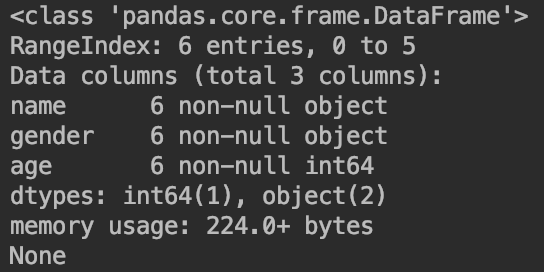 <class 'pandas.core.frame.DataFrame'>
RangeIndex: 6 entries, 0 to 5
Data columns (total 3 columns):
name      6 non-null object
gender    6 non-null object
age       6 non-null int64
dtypes: int64(1), object(2)
memory usage: 224.0+ bytes
None